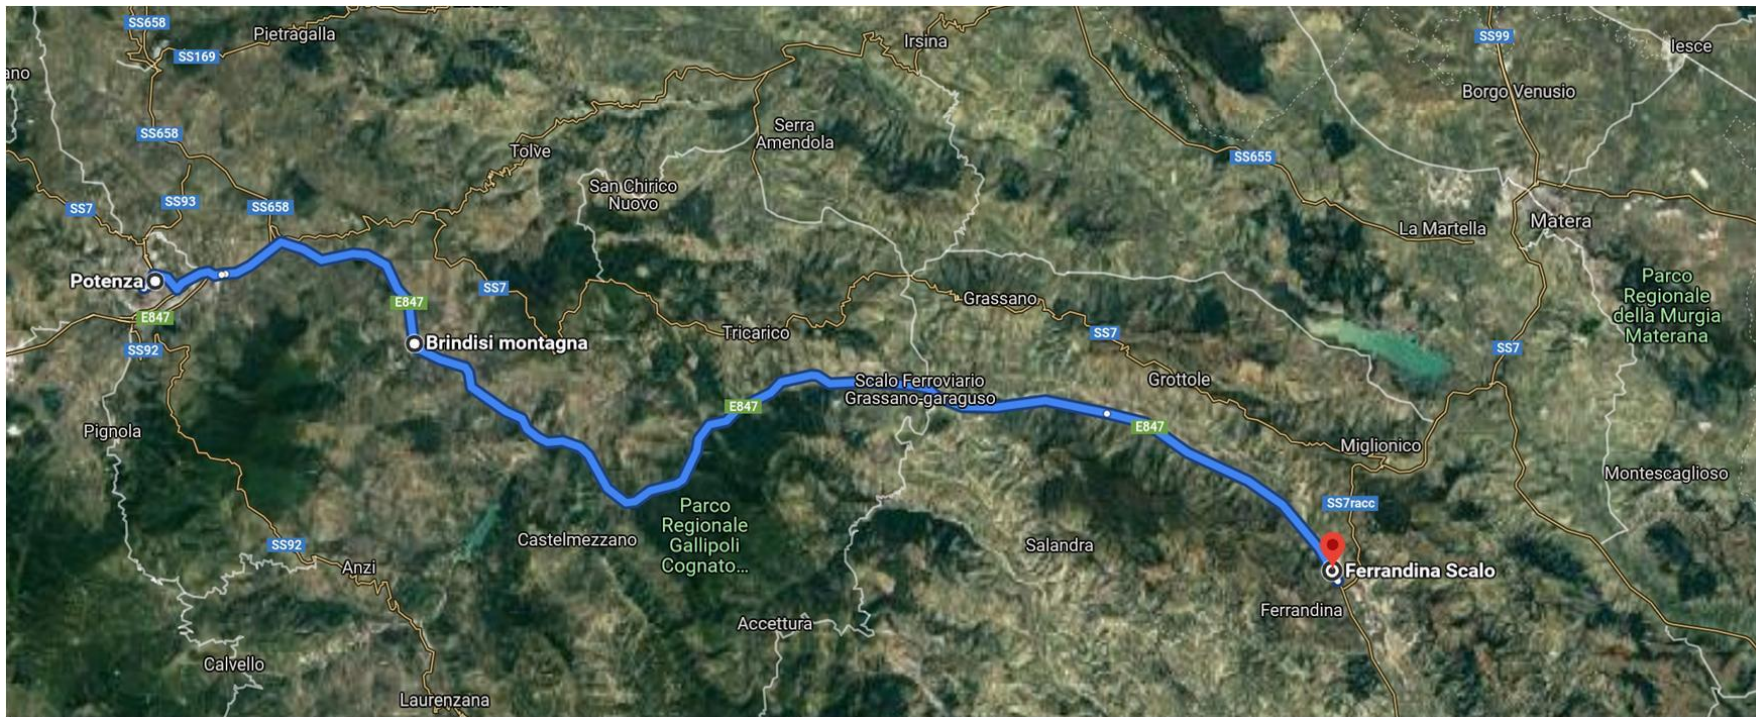 SS658
Pietragalla
SS169
ano
Irsina
SS99
Iesce
Borgo Venusio
SS658
Serra
Amendola
Tolve
SS655
San Chirico
Nuovo
SS7
SS93
SS658
La Martella
Matera
Potenza
SS7
E847
Grassano
Parco
Regionale
della Murgia
Materana
E847
SS92
Brindisi montagna
Tricarico
SS7
SS7
Scalo Ferroviario
Grassano-garaguso
Grottole
E847
E847
Pignola
Miglionico
Montescaglioso
Parco
Regionale
Gallipoli
Cognato...
SS7racc
SS92
Castelmezzano
Salandra
Anzi
Ferrandina Scalo
Ferrandina
Accettura
Calvello
Laurenzana